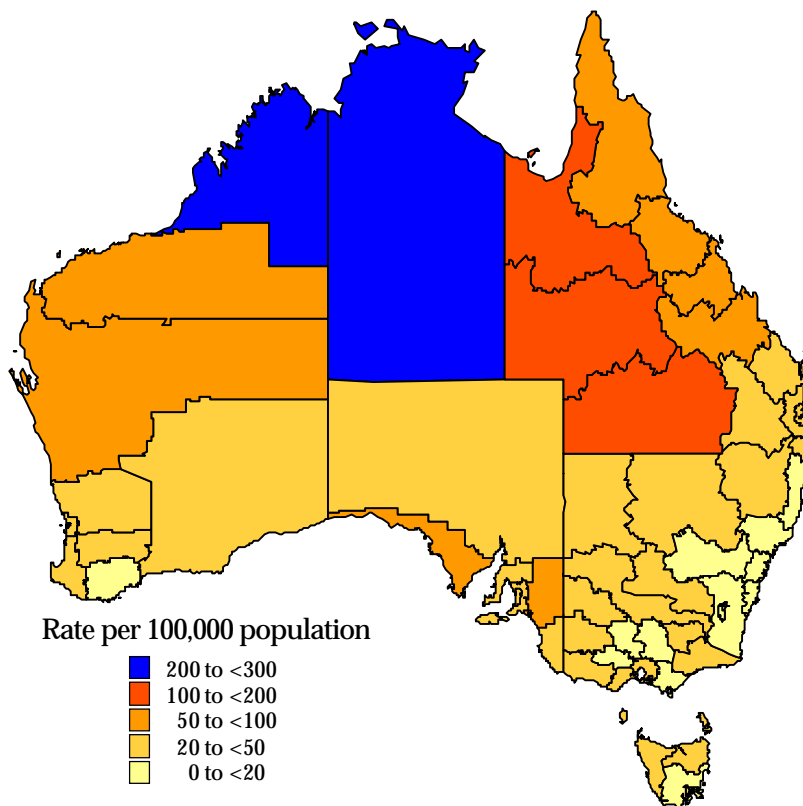 Rate per 100,000 population
200 to <300
100 to <200
50 to <100
20 to <50
0 to <20